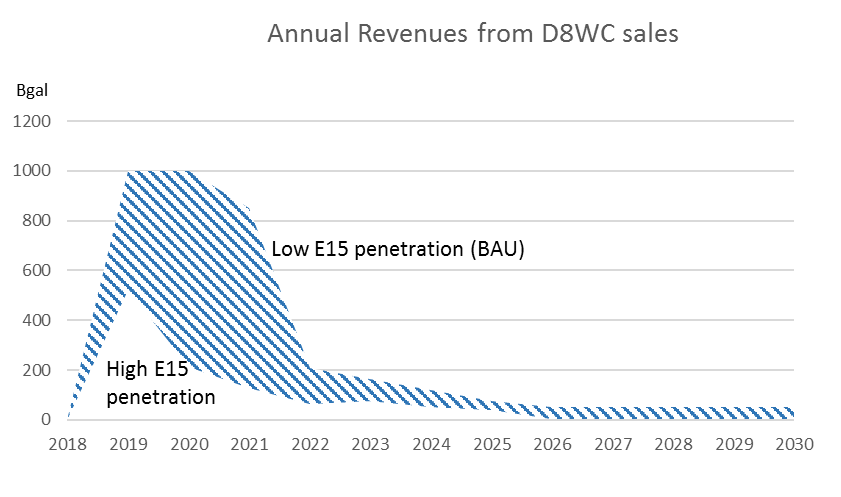 Annual Revenues from D8WC sales
Bgal
1200
1000
800
Low E15 penetration (BAU)
600
400
200
High E15
penetration
0
2018 2019 2020 2021 2022 2023 2024 2025 2026 2027 2028 2029 2030